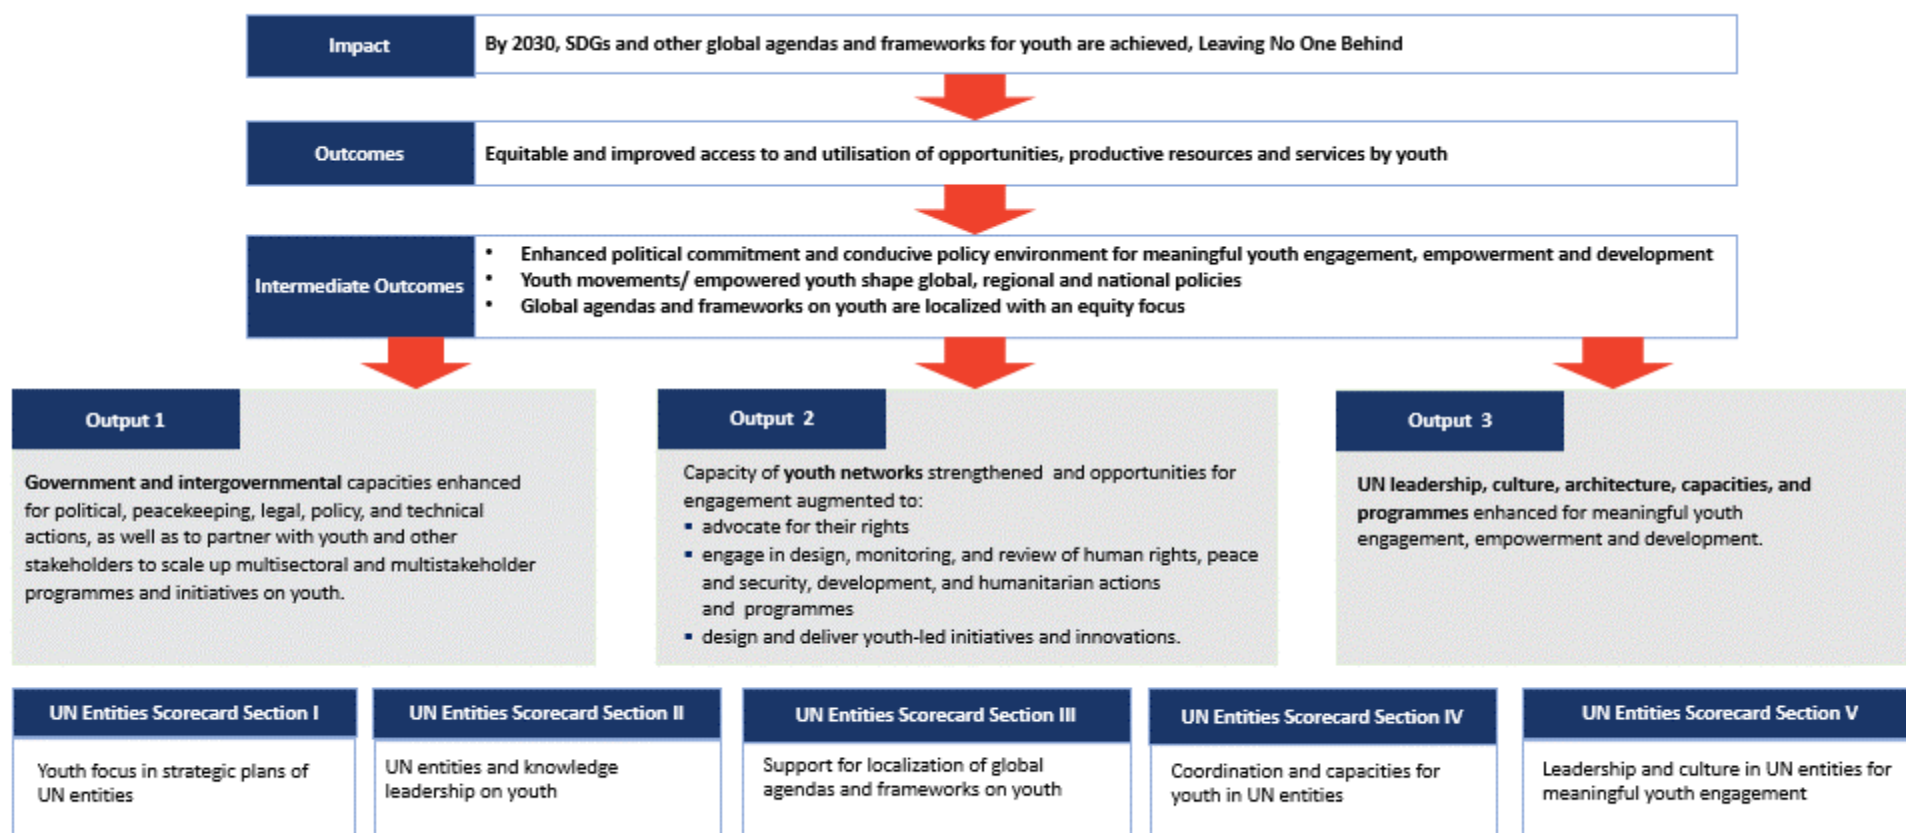 Impact
By 2030, SDGs and other global agendas and frameworks for youth are achieved, Leaving No One Behind
Outcomes
Equitable and improved access to and utilisation of opportunities, productive resources and services by youth
Intermediate Outcomes
• Enhanced political commitment and conducive policy environment for meaningful youth engagement, empowerment and development
• Youth movements/ empowered youth shape global, regional and national policies
• Global agendas and frameworks on youth are localized with an equity focus
Output 1
Government and intergovernmental capacities enhanced
for political, peacekeeping, legal, policy, and technical
actions, as well as to partner with youth and other
stakeholders to scale up multisectoral and multistakeholder
programmes and initiatives on youth.
Output 2
Capacity of youth networks strengthened and opportunities for
engagement augmented to:
▪ advocate for their rights
▪ engage in design, monitoring, and review of human rights, peace
and security, development, and humanitarian actions
and programmes
▪ design and deliver youth-led initiatives and innovations.
Output 3
UN leadership, culture, architecture, capacities, and
programmes enhanced for meaningful youth
engagement, empowerment and development.
UN Entities Scorecard Section I
Youth focus in strategic plans of
UN entities
UN Entities Scorecard Section II
UN entities and knowledge
leadership on youth
UN Entities Scorecard Section III
Support for localization of global
agendas and frameworks on youth
UN Entities Scorecard Section IV
Coordination and capacities for
youth in UN entities
UN Entities Scorecard Section V
Leadership and culture in UN entities for
meaningful youth engagement